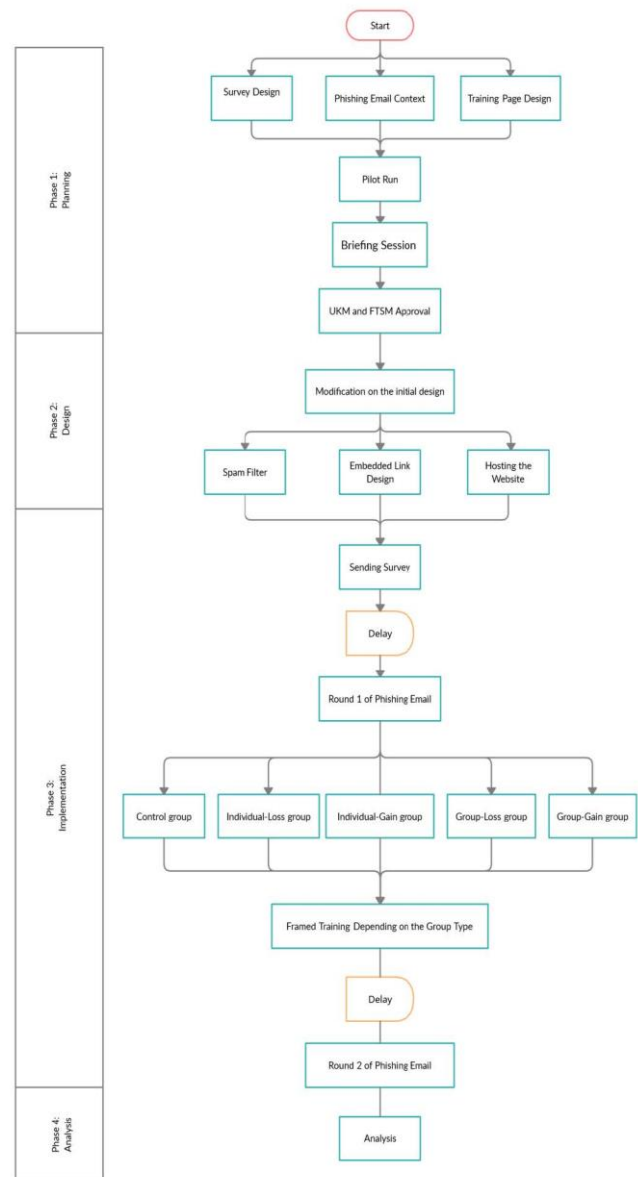 Start
Phase 1:
Planning
Survey Design
Phishing Email Context
Training Page Design
Pilot Run
Briefing Session
UKM and FTSM Approval
Phase 2:
Design
Modification on the initial design
Spam Filter
Embedded Link
Design
Hosting the
Website
Phase 3:
Implementation
Sending Survey
Delay
Round 1 of Phishing Email
Control group
Individual-Loss group
Individual-Gain group
Group-Loss group
Group-Gain group
Framed Training Depending on the Group Type
Delay
Round 2 of Phishing Email
Phase 4:
Analysis
Analysis